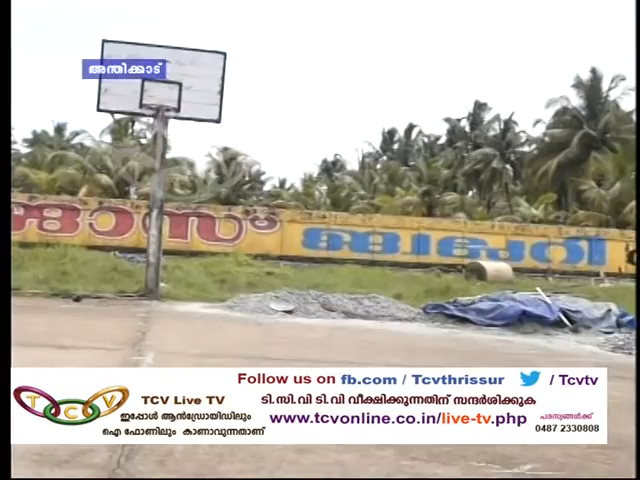 അന്തിക്കാട്
Follow us on fb.com / Tcvthrissur / Tcvtv
TCV
TCV Live TV
ഇപ്പോൾ ആൻഡ്രോയിഡിലും
ഐ ഫോണിലും കാണാവുന്നതാണ്
ടി.സി.വി ടി.വി വീക്ഷിക്കുന്നതിന് സന്ദർശിക്കുക
www.tcvonline.co.in/live-tv.php
പരസ്യങ്ങൾക്ക്
0487 2330808